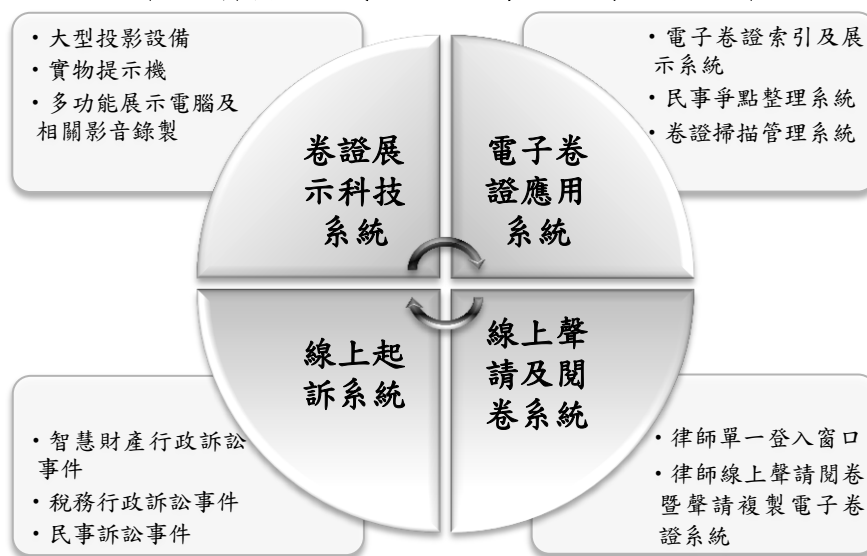 ・大型投影設備
・實物提示機
・多功能展示電腦及
相關影音錄製
・電子卷證索引及展
示系統
・民事爭點整理系統
・卷證掃描管理系統
卷證展
示科技
系統
電子卷
證應用
系統
線上起
訴系統
線上聲
請及閱
卷系統
・智慧財產行政訴訟
事件
・稅務行政訴訟事件
・民事訴訟事件
・律師單一登入窗口
・律師線上聲請閱卷
暨聲請複製電子卷
證系統